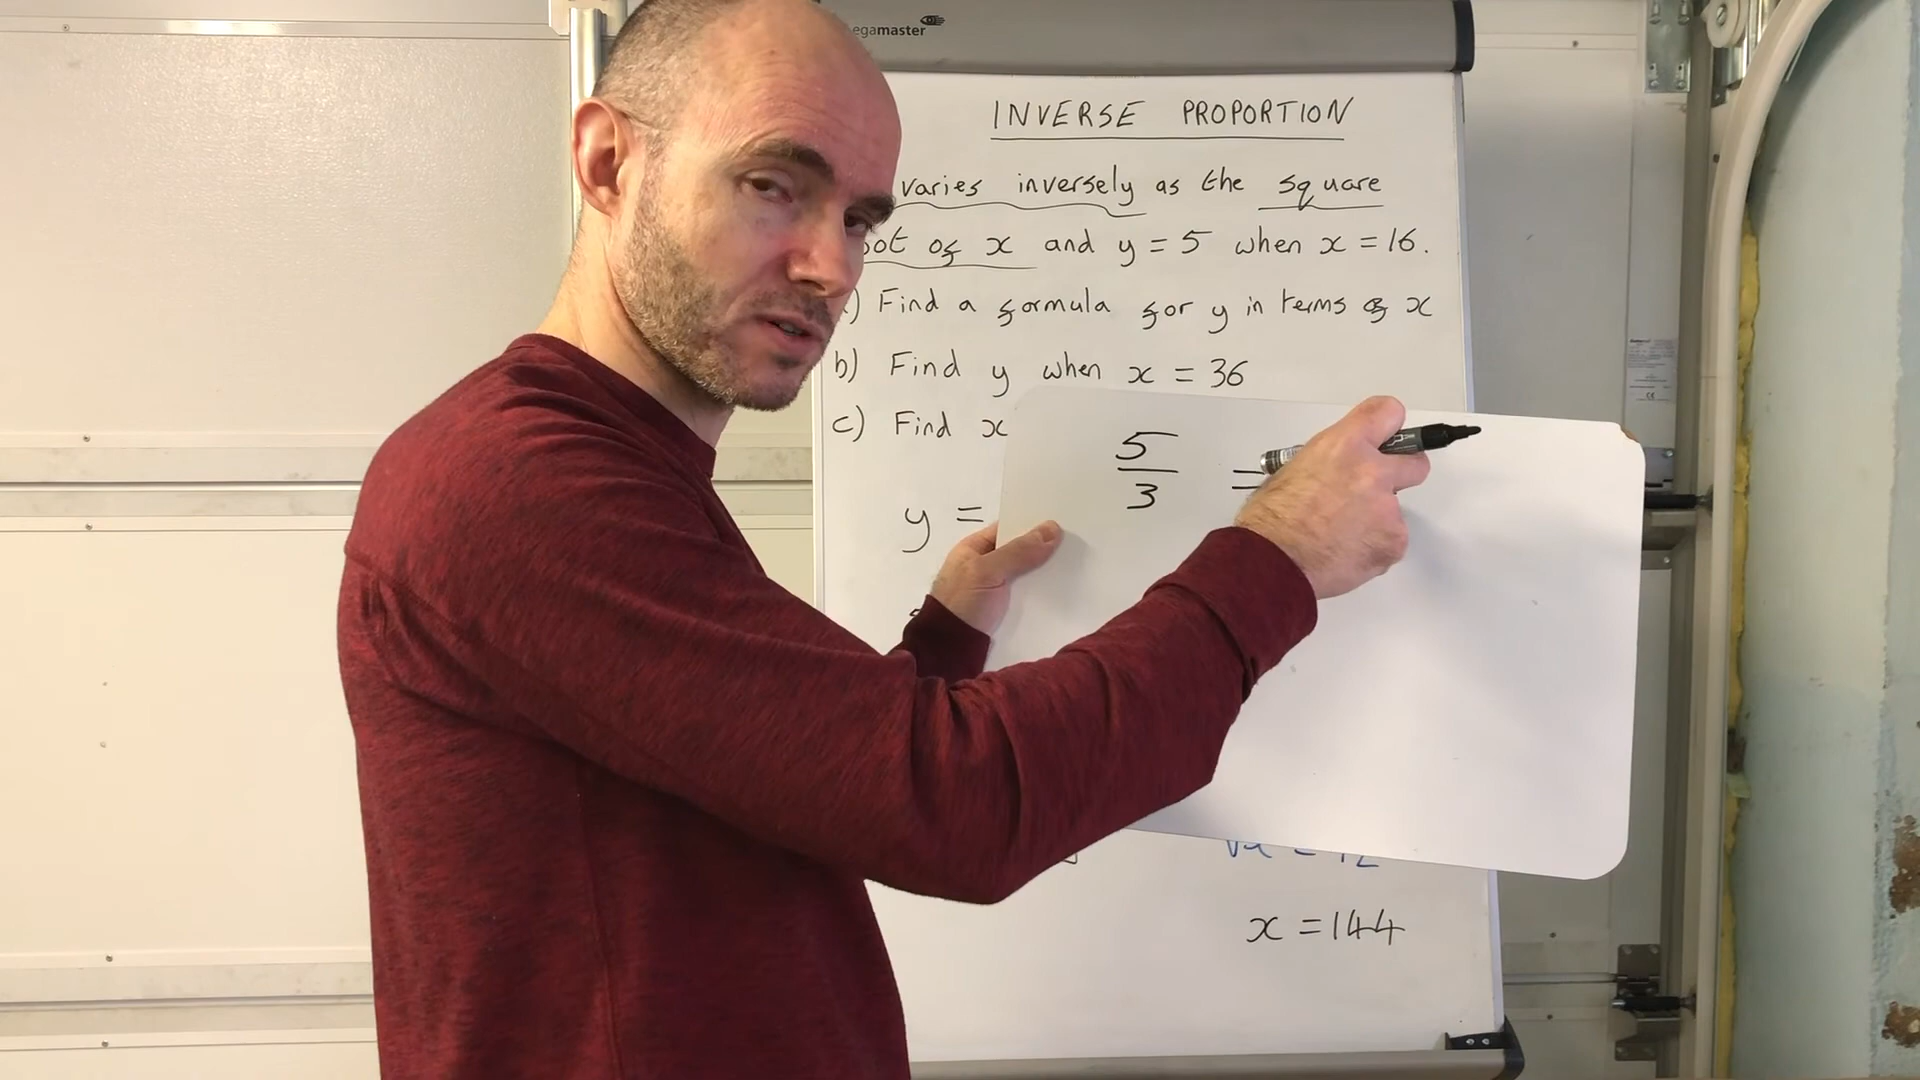 egamaster
INVERSE PROPORTION
varies inversely as the square
of x and y = 5 when x = 16.
) Find a formula for y in terms of x
b) Find y when x = 36
c) Find x
5
3 =
y =
x = 144